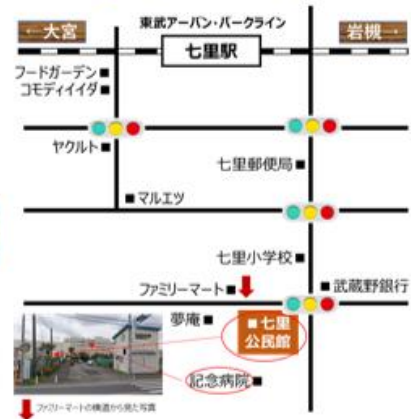 東武アーバン・パークライン
← 大宮
七里駅
岩槻 →
フードガーデン■
コモディイイダ■
ヤクルト■
七里郵便局■
■マルエツ
七里小学校■
ファミリーマート■
■武蔵野銀行
夢庵■
■七里
公民館
記念病院■
ファミリーマートの横道から見た写真